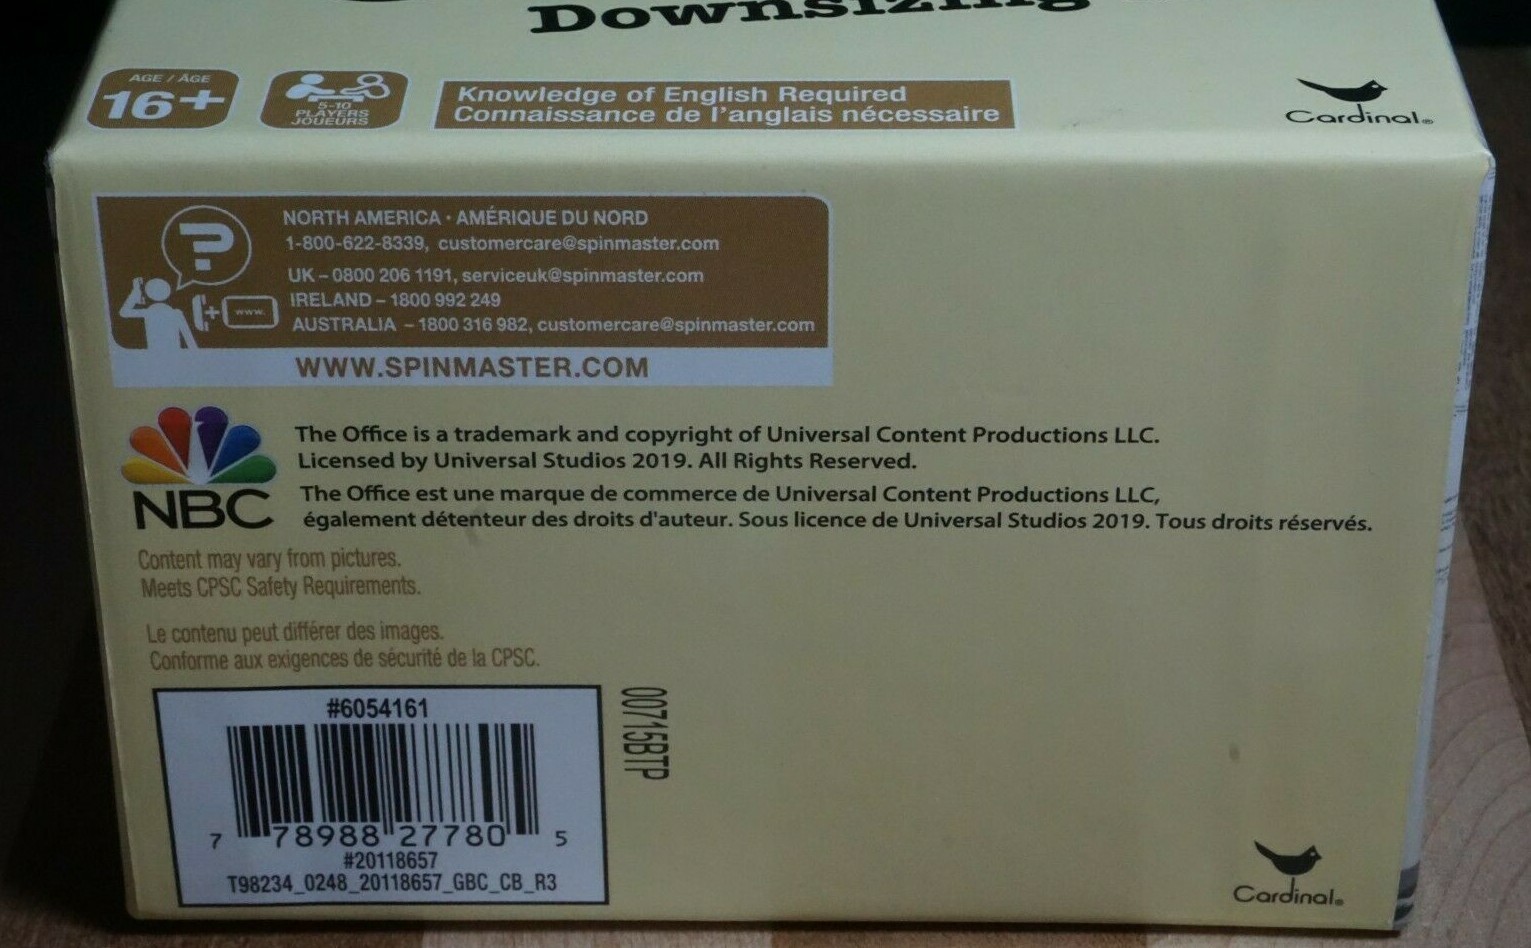 Downsizing
AGE / ÂGE
16+
5-10
PLAYERS
JOUEURS
Knowledge of English Required
Connaissance de l'anglais nécessaire
Cardinal®
?
NORTH AMERICA • AMÉRIQUE DU NORD
1-800-622-8339, customercare@spinmaster.com
UK – 0800 206 1191, serviceuk@spinmaster.com
IRELAND – 1800 992 249
AUSTRALIA – 1800 316 982, customercare@spinmaster.com
www.
WWW.SPINMASTER.COM
NBC
The Office is a trademark and copyright of Universal Content Productions LLC.
Licensed by Universal Studios 2019. All Rights Reserved.
The Office est une marque de commerce de Universal Content Productions LLC,
également détenteur des droits d'auteur. Sous licence de Universal Studios 2019. Tous droits réservés.
Content may vary from pictures.
Meets CPSC Safety Requirements.
Le contenu peut différer des images.
Conforme aux exigences de sécurité de la CPSC.
#6054161
7 78988 27780 5
#20118657
T98234_0248_20118657_GBC_CB_R3
00715BTP
Cardinal®